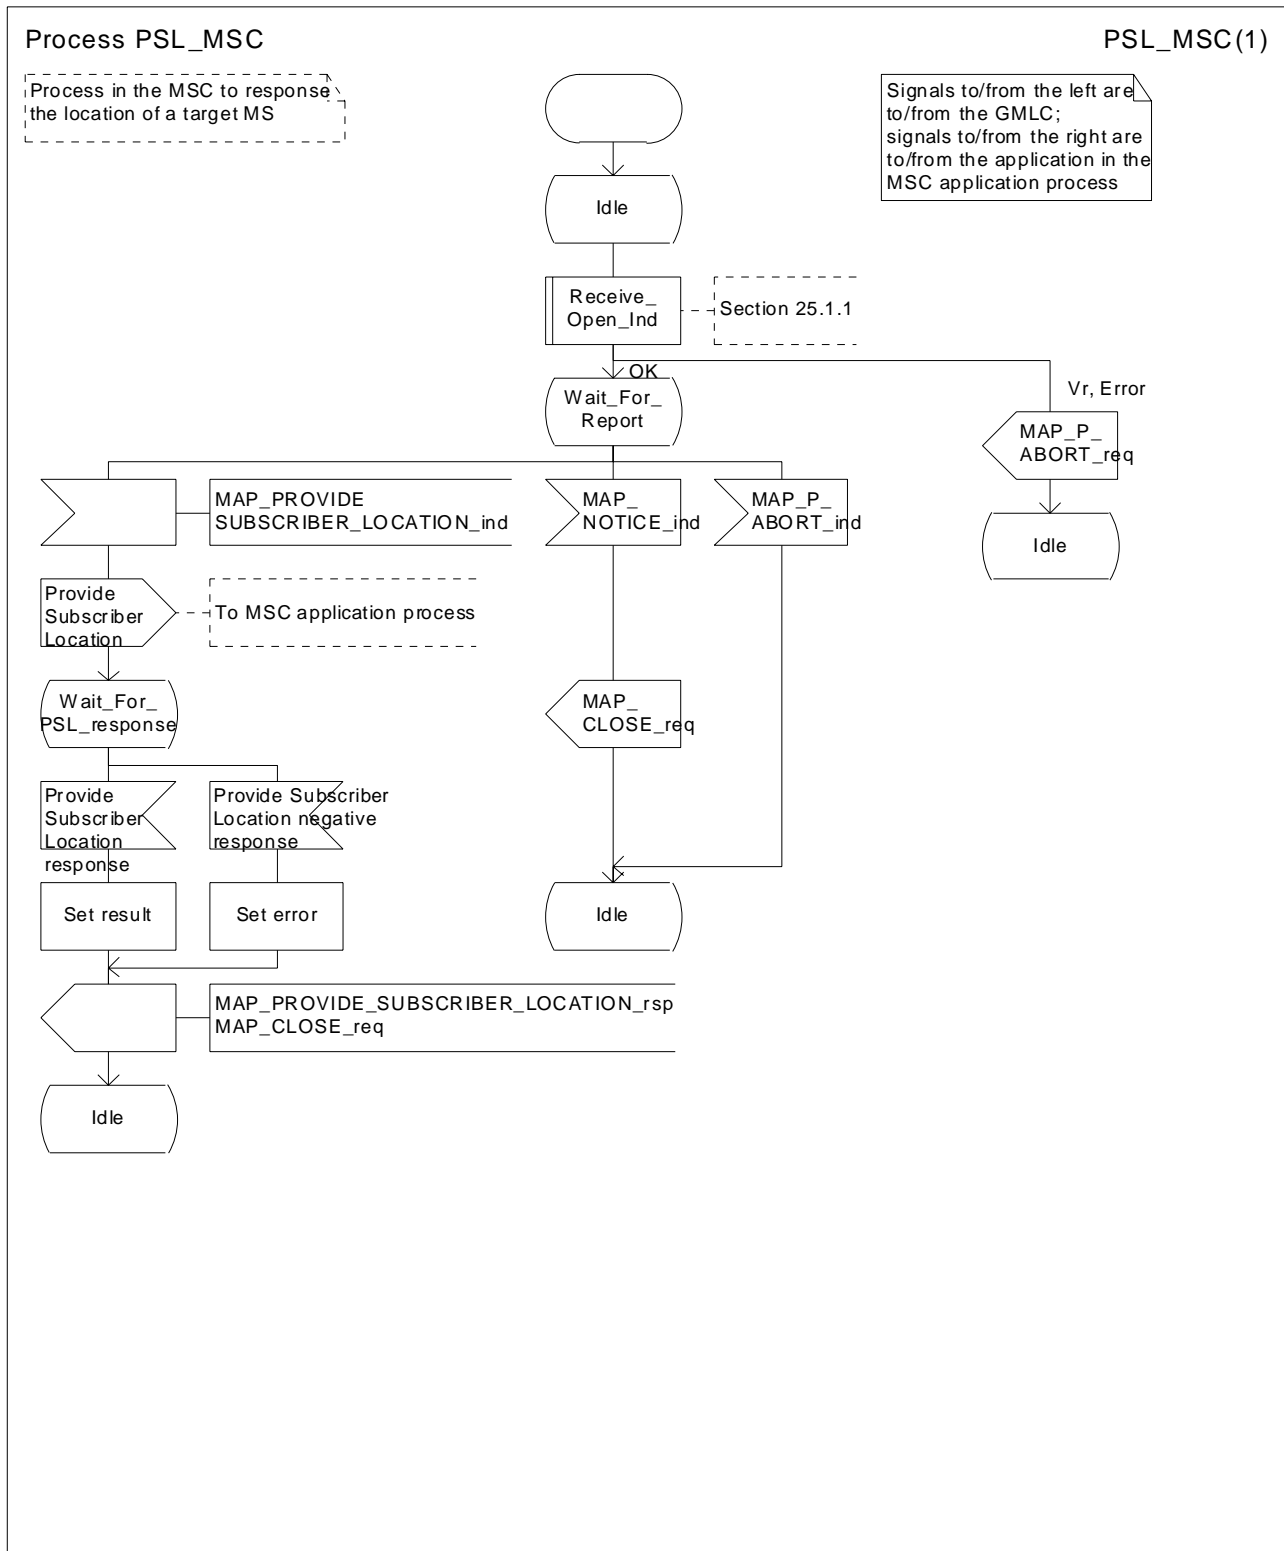 Process PSL_MSC
PSL_MSC(1)
Process in the MSC to response
the location of a target MS
Signals to/from the left are
to/from the GMLC;
signals to/from the right are
to/from the application in the
MSC application process
Idle
Receive_
Open_Ind
Section 25.1.1
OK
Vr, Error
Wait_For_
Report
MAP_P_
ABORT_req
Idle
MAP_PROVIDE
SUBSCRIBER_LOCATION_ind
MAP_
NOTICE_ind
MAP_P_
ABORT_ind
Provide
Subscriber
Location
To MSC application process
Wait_For_
PSL_response
MAP_
CLOSE_req
Provide
Subscriber
Location
response
Provide Subscriber
Location negative
response
Set result
Set error
Idle
MAP_PROVIDE_SUBSCRIBER_LOCATION_rsp
MAP_CLOSE_req
Idle